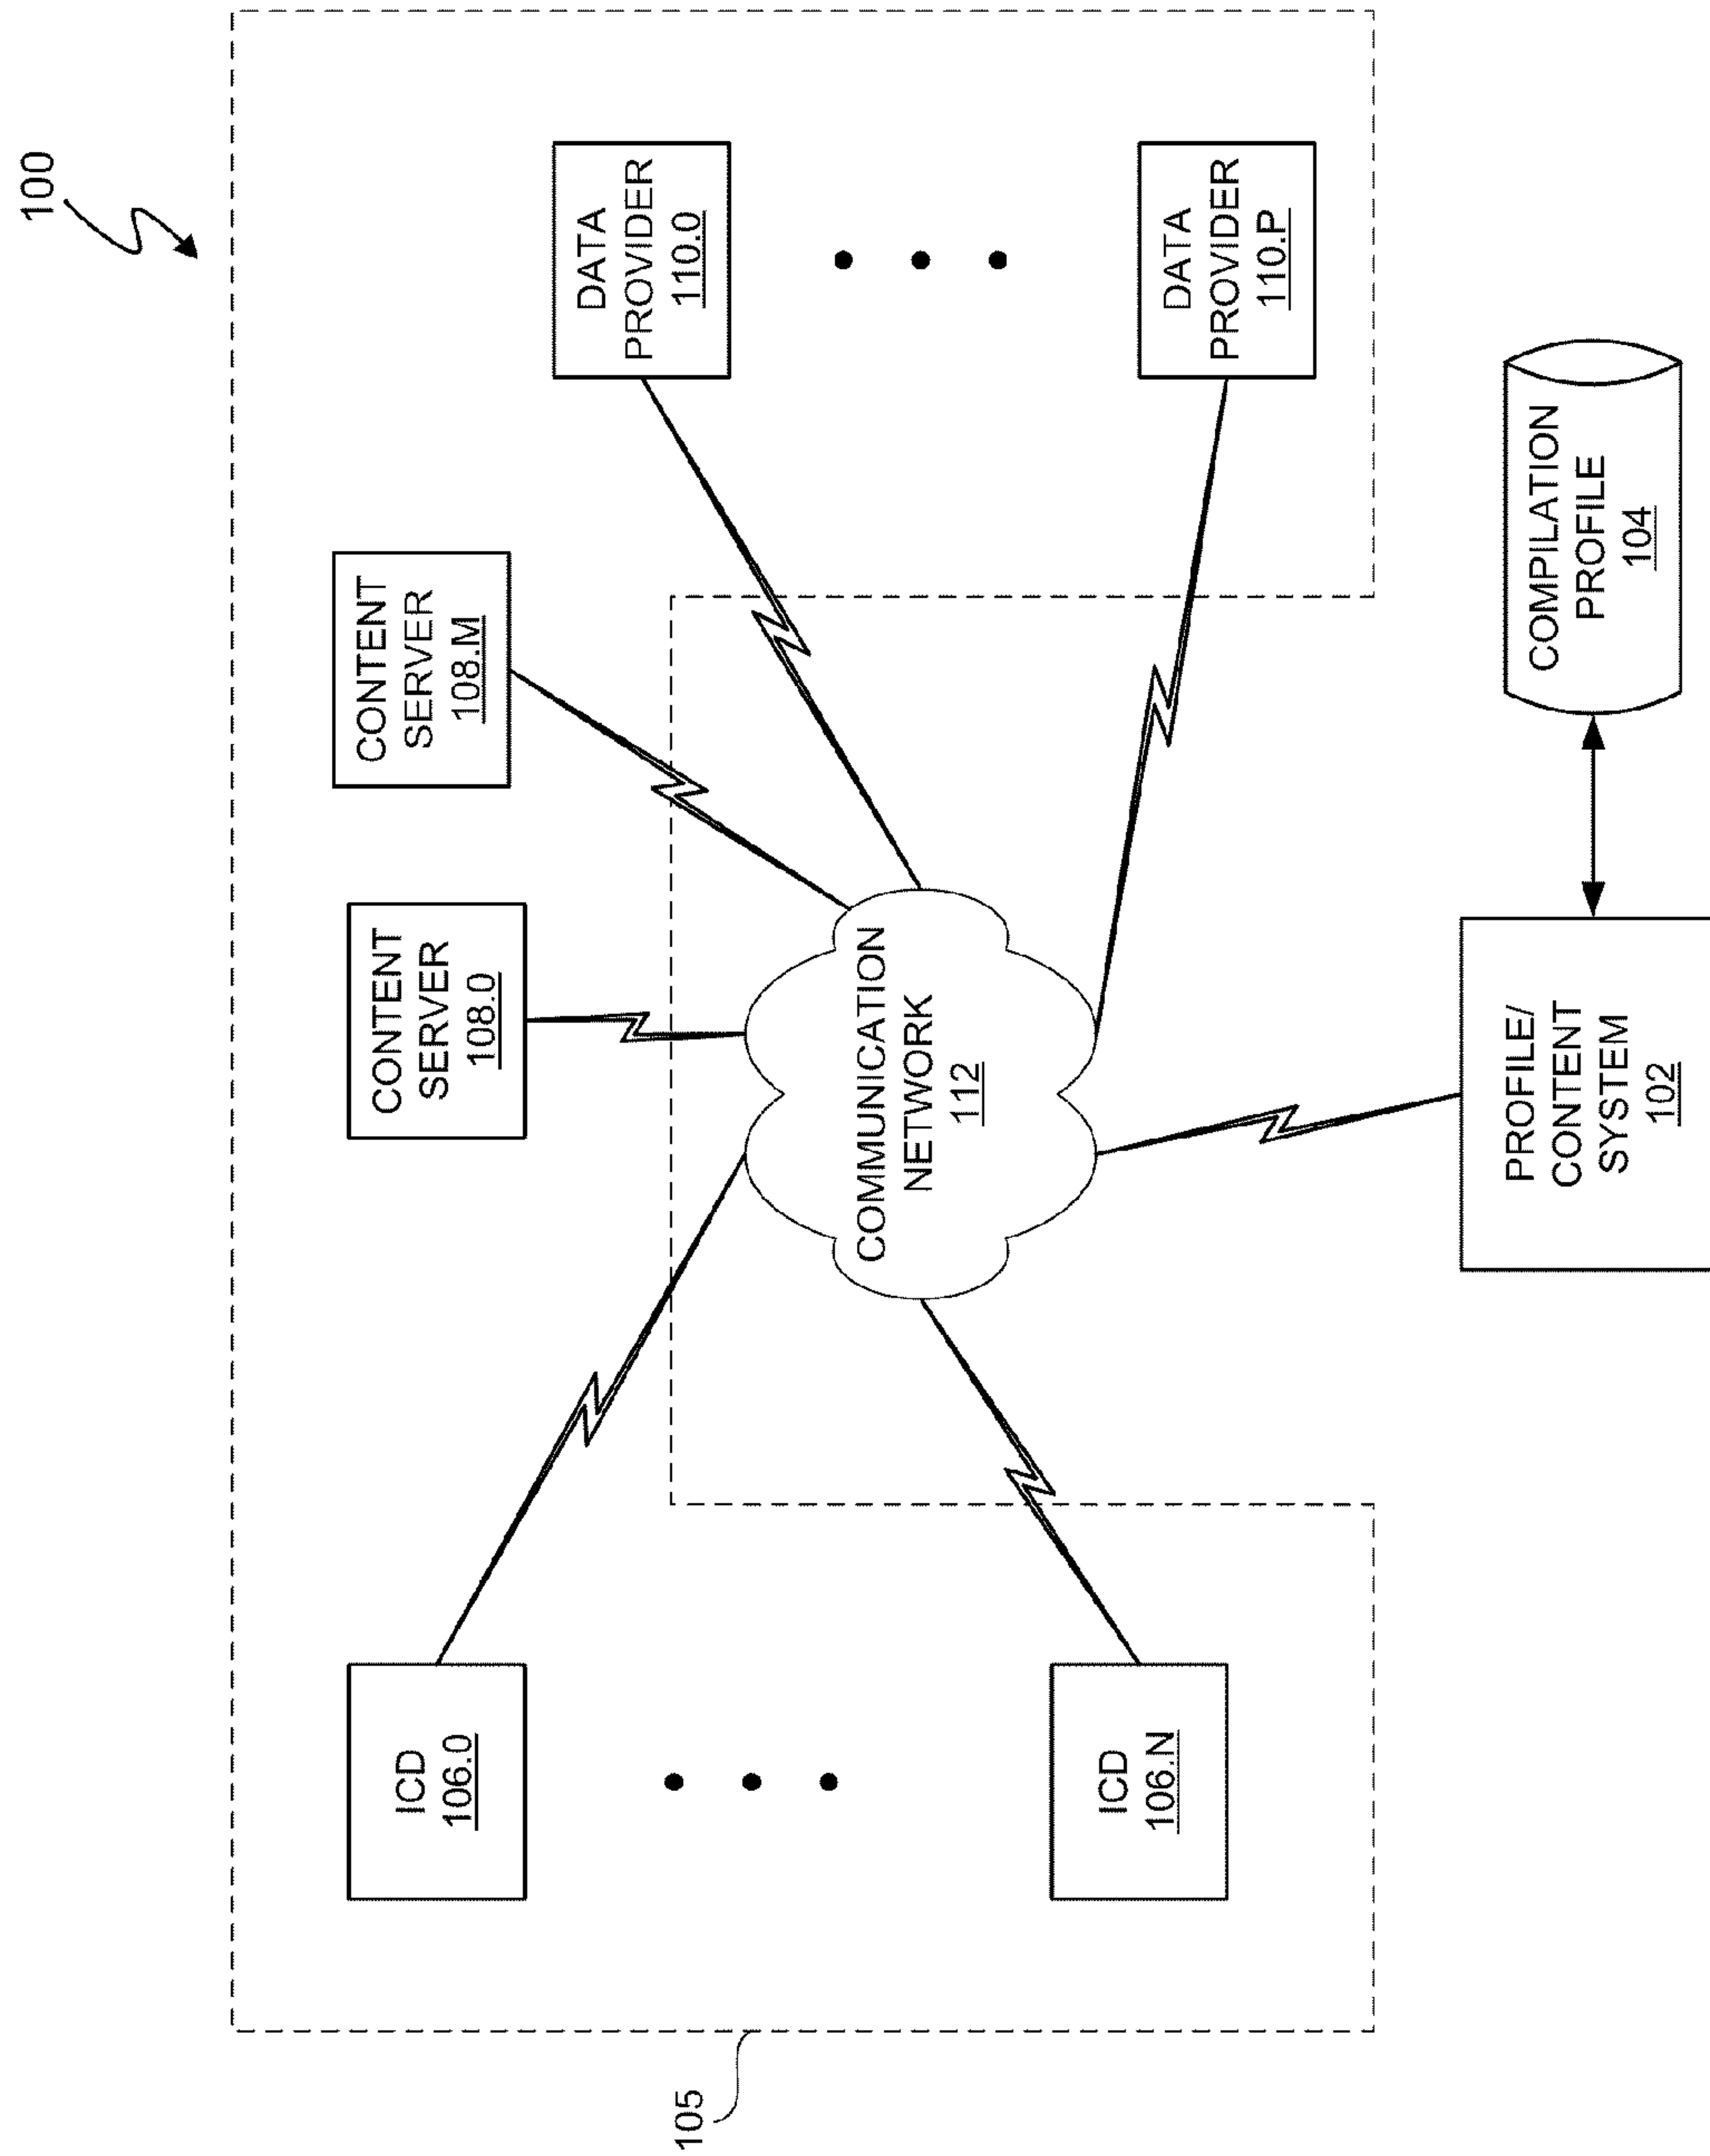 100
CONTENT
SERVER
108.0
CONTENT
SERVER
108.M
ICD
106.0
DATA
PROVIDER
110.0
105
COMMUNICATION
NETWORK
112
ICD
106.N
DATA
PROVIDER
110.P
PROFILE/
CONTENT
SYSTEM
102
COMPILATION
PROFILE
104